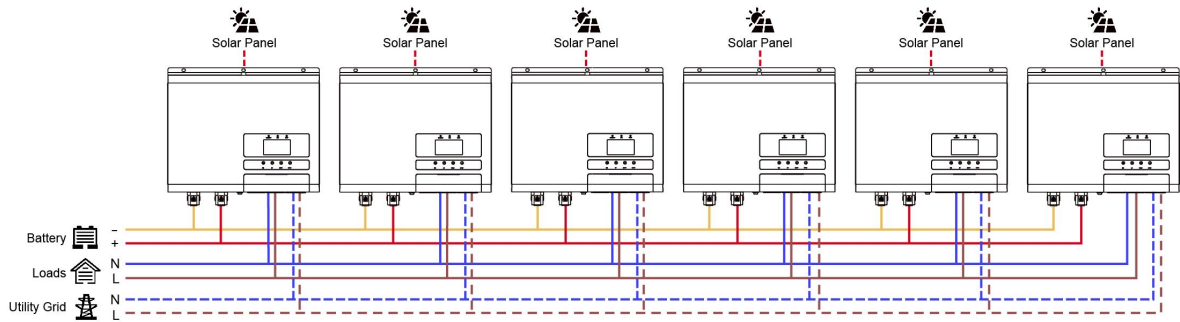 Solar Panel
Solar Panel
Solar Panel
Solar Panel
Solar Panel
Solar Panel
Battery
−
+
Loads
N
L
Utility Grid
N
L